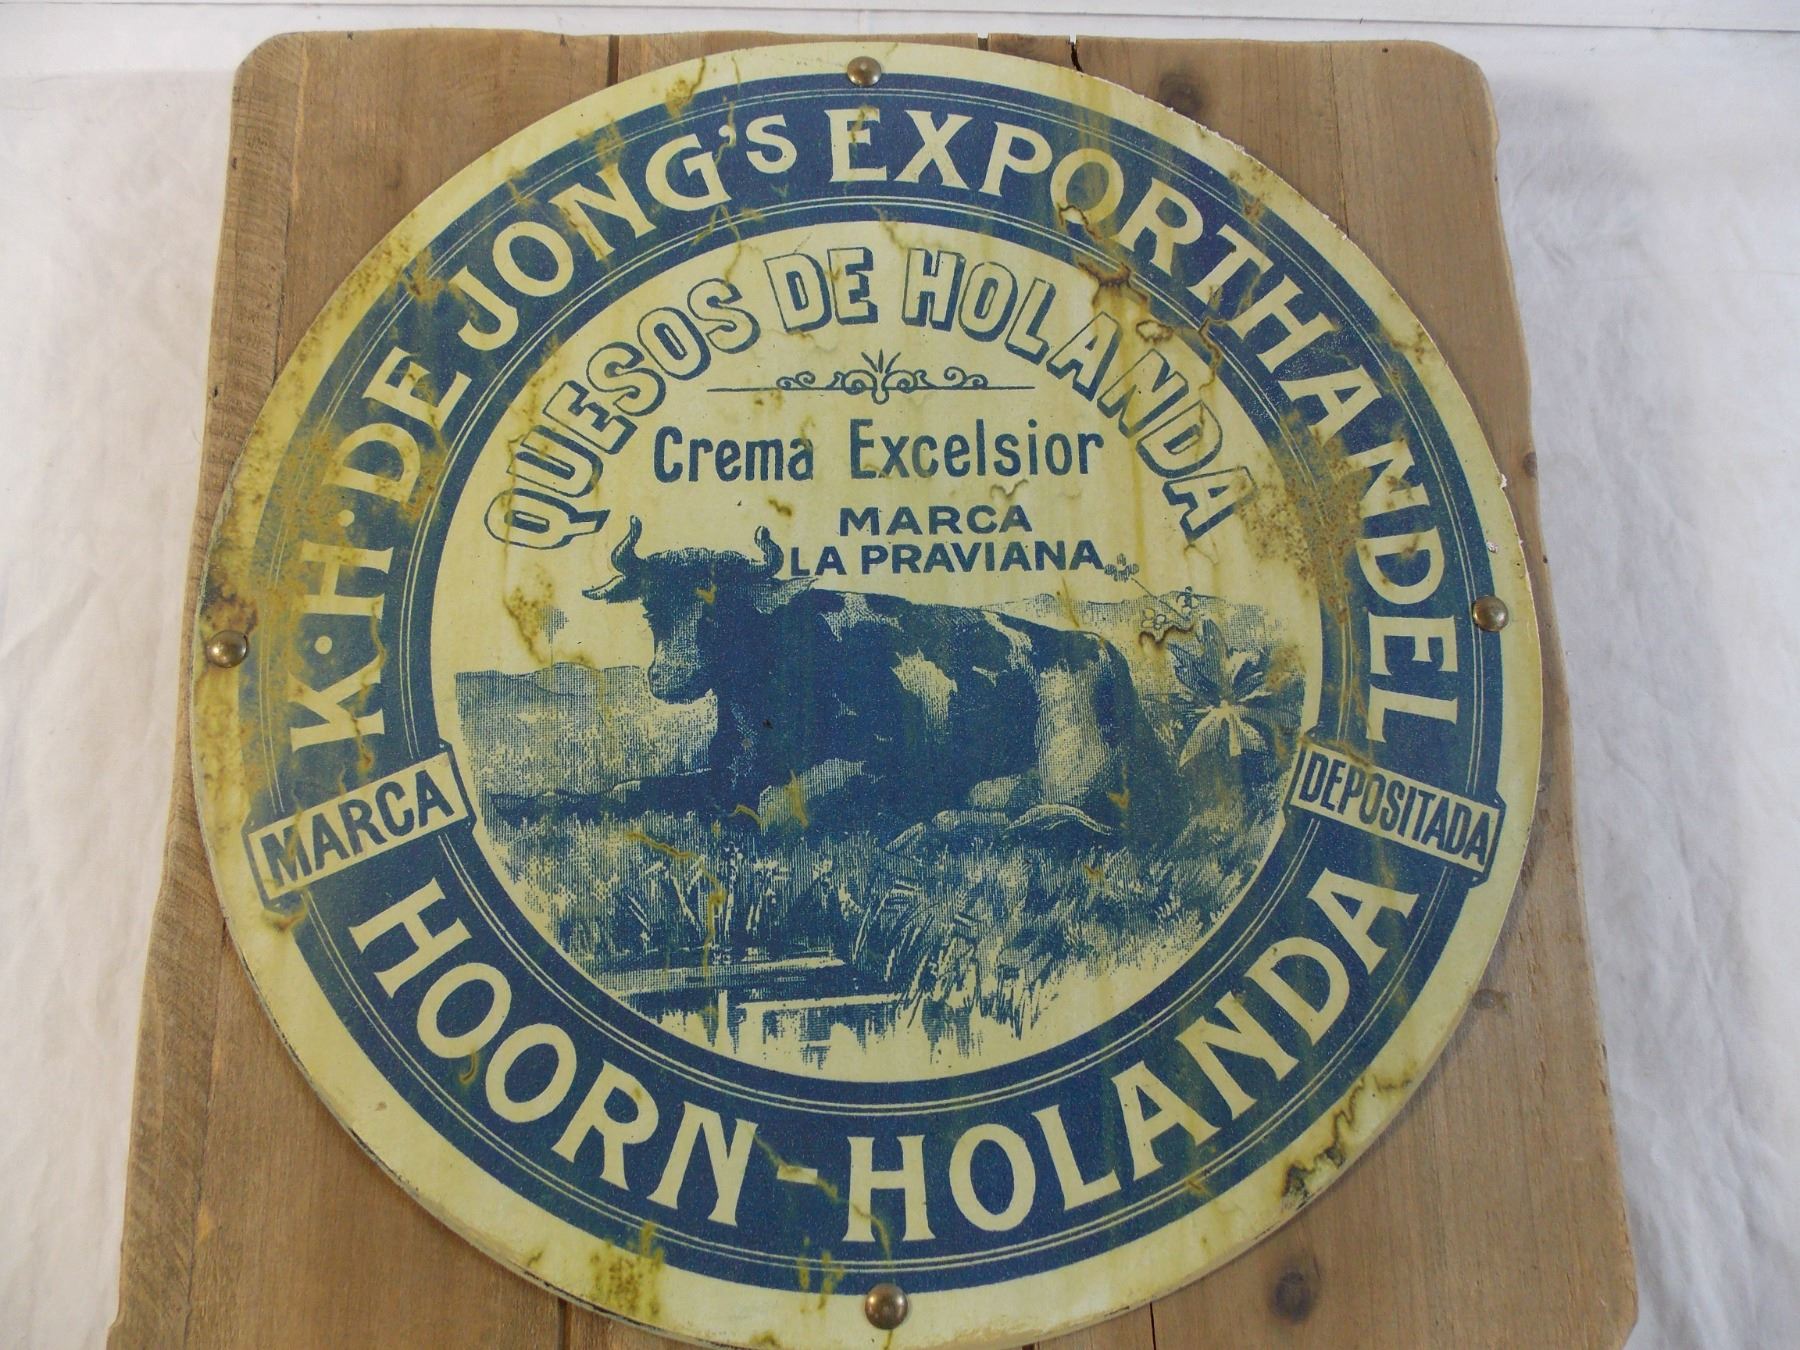 K·H·DE JONG'S EXPORTHANDEL
QUESOS DE HOLANDA
Crema Excelsior
MARCA
LA PRAVIANA
MARCA
DEPOSITADA
HOORN-HOLANDA